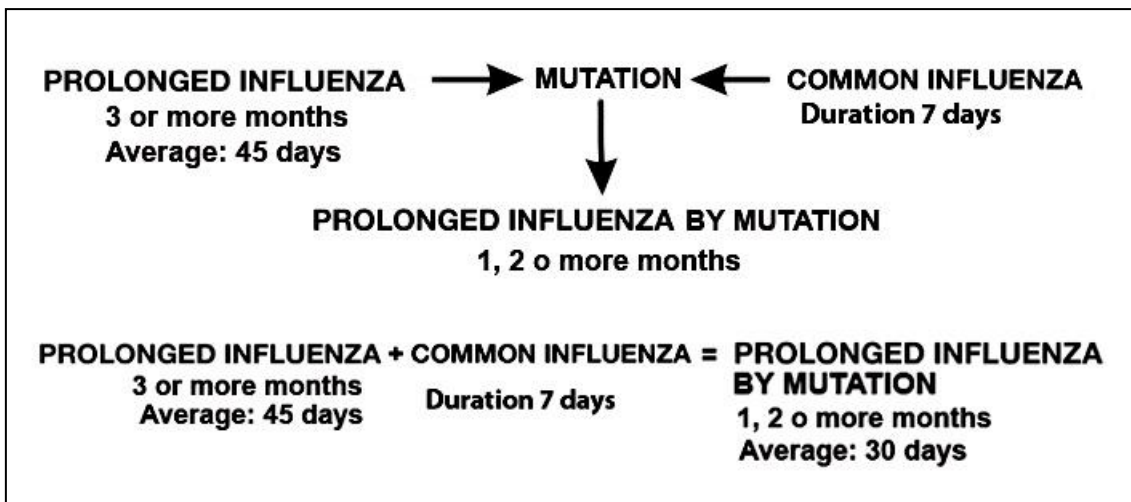 PROLONGED INFLUENZA MUTATION COMMON INFLUENZA
3 or more months Duration 7 days
Average: 45 days
PROLONGED INFLUENZA BY MUTATION
1, 2 o more months
PROLONGED INFLUENZA + COMMON INFLUENZA = PROLONGED INFLUENZA
BY MUTATION
3 or more months Duration 7 days
Average: 45 days
1, 2 o more months
Average: 30 days